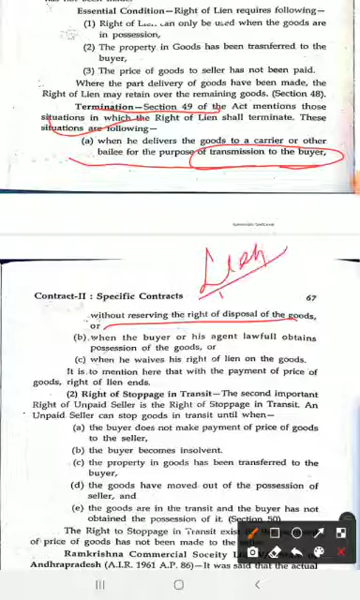 Essential Condition—Right of Lien requires following—
(1) Right of can only be used when the goods are
in possession,
(2) The property in Goods has been trasnferred to the
buyer,
(3) The price of goods to seller has not been paid.
Where the part delivery of goods have been made, the
Right of Lien may retain over the remaining goods. (Section 48).
Termination—Section 49 of the Act mentions those
situations in which the Right of Lien shall terminate. These
situations are following—
(a) when he delivers the goods to a carrier or other
bailee for the purpose of transmission to the buyer,
Lien
Contract-II : Specific Contracts 67
without reserving the right of disposal of the goods,
or
(b) when the buyer or his agent lawfull obtains
possession of the goods, or
(c) when he waives his right of lien on the goods.
It is to mention here that with the payment of price of
goods, right of lien ends.
(2) Right of Stoppage in Transit—The second important
Right of Unpaid Seller is the Right of Stoppage in Transit. An
Unpaid Seller can stop goods in transit until when—
(a) the buyer does not make payment of price of goods
to the seller,
(b) the buyer becomes insolvent.
(c) the property in goods has been transferred to the
buyer,
(d) the goods have moved out of the possession of
seller, and
(e) the goods are in the transit and the buyer has not
obtained the possession of it. (Section 50)
The Right to Stoppage in Transit
of price of goods has not been made to the
Ramkrishna Commercial Soceity
Andhrapradesh (A.I.R. 1961 A.P. 86)—It was said that the actual